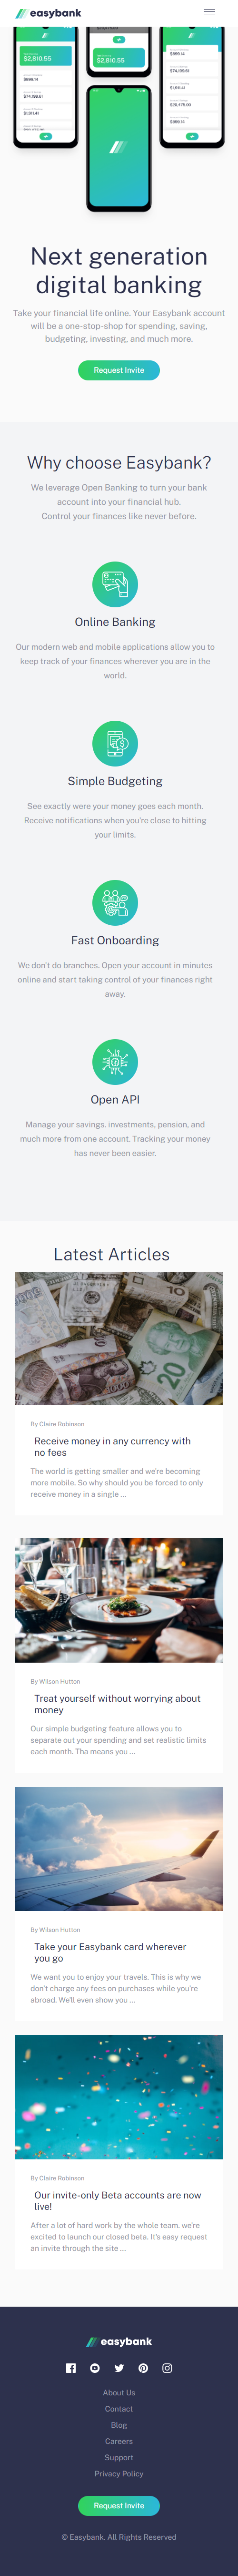 easybank
$2,810.55
$2,810.55
Next generation
digital banking
Take your financial life online. Your Easybank account
will be a one-stop-shop for spending, saving,
budgeting, investing, and much more.
Request Invite
Why choose Easybank?
We leverage Open Banking to turn your bank
account into your financial hub.
Control your finances like never before.
Online Banking
Our modern web and mobile applications allow you to
keep track of your finances wherever you are in the
world.
Simple Budgeting
See exactly were your money goes each month.
Receive notifications when you're close to hitting
your limits.
Fast Onboarding
We don't do branches. Open your account in minutes
online and start taking control of your finances right
away.
Open API
Manage your savings, investments, pension, and
much more from one account. Tracking your money
has never been easier.
Latest Articles
By Claire Robinson
Receive money in any currency with
no fees
The world is getting smaller and we're becoming
more mobile. So why should you be forced to only
receive money in a single ...
By Wilson Hutton
Treat yourself without worrying about
money
Our simple budgeting feature allows you to
separate out your spending and set realistic limits
each month. Tha means you ...
By Wilson Hutton
Take your Easybank card wherever
you go
We want you to enjoy your travels. This is why we
don't charge any fees on purchases while you're
abroad. We'll even show you ...
By Claire Robinson
Our invite-only Beta accounts are now
live!
After a lot of hard work by the whole team. we're
excited to launch our closed beta. It's easy request
an invite through the site ...
easybank
About Us
Contact
Blog
Careers
Support
Privacy Policy
Request Invite
© Easybank. All Rights Reserved